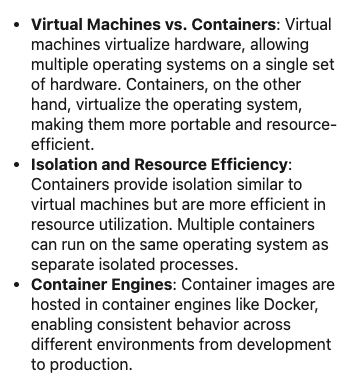 • Virtual Machines vs. Containers: Virtual
machines virtualize hardware, allowing
multiple operating systems on a single set
of hardware. Containers, on the other
hand, virtualize the operating system,
making them more portable and resource-
efficient.
• Isolation and Resource Efficiency:
Containers provide isolation similar to
virtual machines but are more efficient in
resource utilization. Multiple containers
can run on the same operating system as
separate isolated processes.
• Container Engines: Container images are
hosted in container engines like Docker,
enabling consistent behavior across
different environments from development
to production.